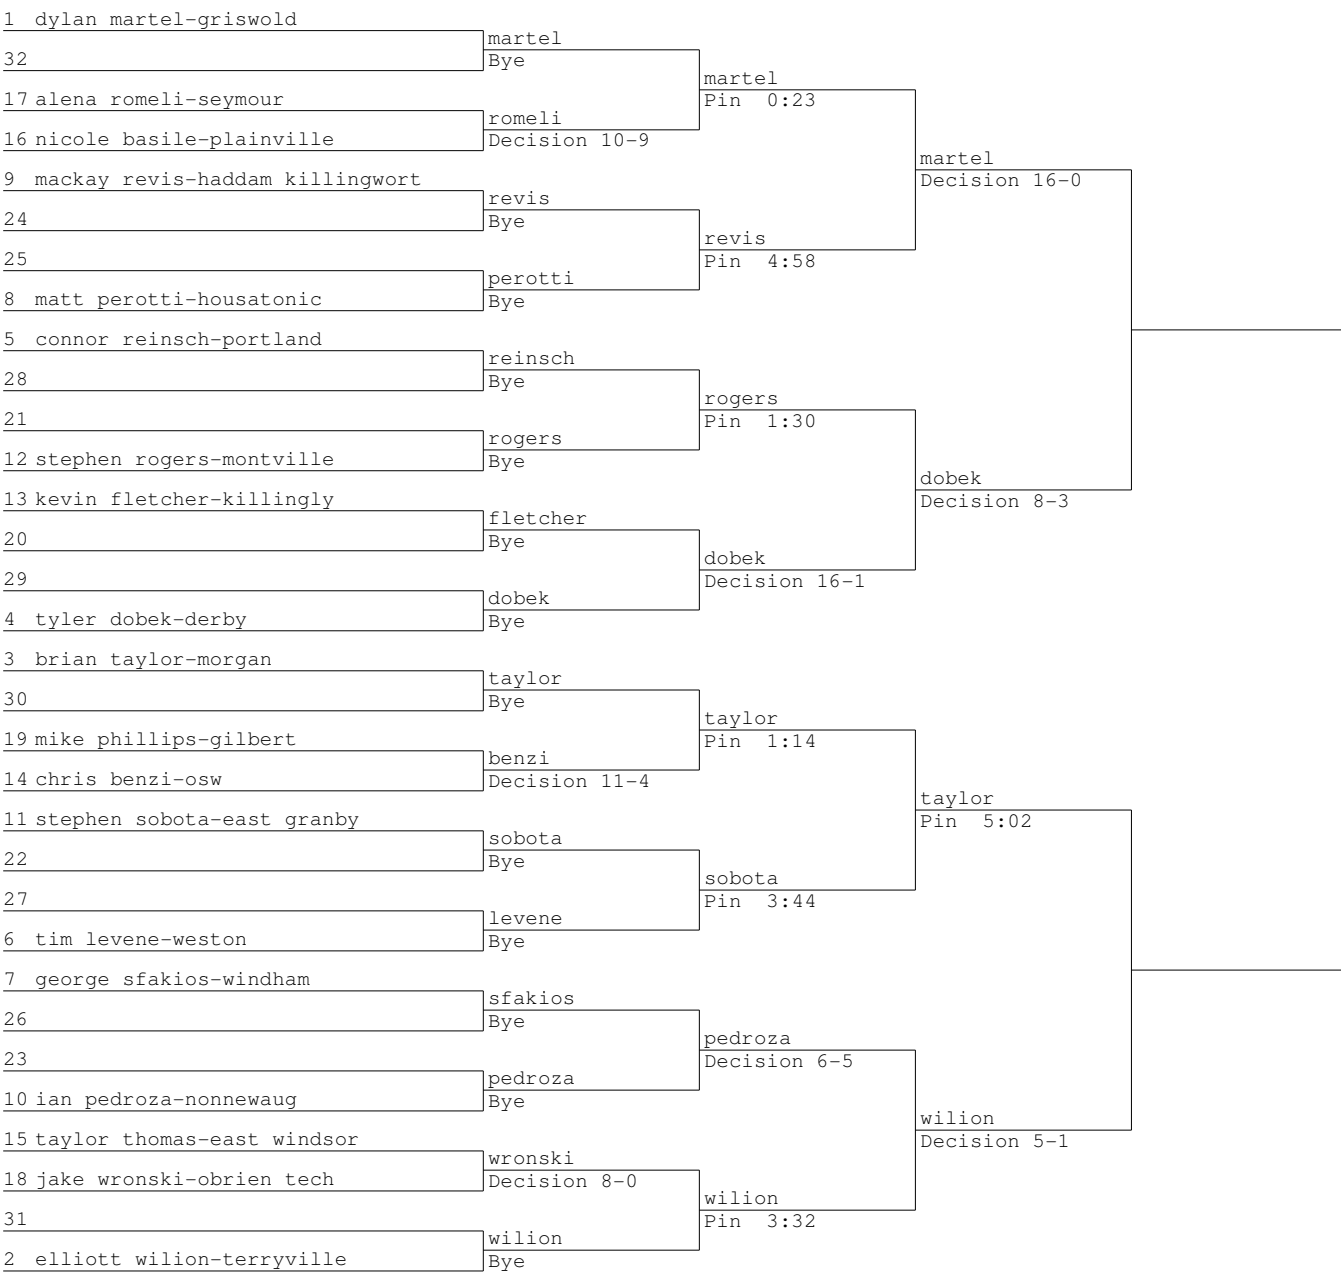 1 dylan martel-griswold
martel
32
Bye
martel
17 alena romeli-seymour
Pin 0:23
romeli
16 nicole basile-plainville
Decision 10-9
martel
9 mackay revis-haddam killingwort
Decision 16-0
revis
24
Bye
revis
25
Pin 4:58
perotti
8 matt perotti-housatonic
Bye
5 connor reinsch-portland
reinsch
28
Bye
rogers
21
Pin 1:30
rogers
12 stephen rogers-montville
Bye
dobek
13 kevin fletcher-killingly
Decision 8-3
fletcher
20
Bye
dobek
29
Decision 16-1
dobek
4 tyler dobek-derby
Bye
3 brian taylor-morgan
taylor
30
Bye
taylor
19 mike phillips-gilbert
Pin 1:14
benzi
14 chris benzi-osw
Decision 11-4
taylor
11 stephen sobota-east granby
Pin 5:02
sobota
22
Bye
sobota
27
Pin 3:44
levene
6 tim levene-weston
Bye
7 george sfakios-windham
sfakios
26
Bye
pedroza
23
Decision 6-5
pedroza
10 ian pedroza-nonnewaug
Bye
wilion
15 taylor thomas-east windsor
Decision 5-1
wronski
18 jake wronski-obrien tech
Decision 8-0
wilion
31
Pin 3:32
wilion
2 elliott wilion-terryville
Bye